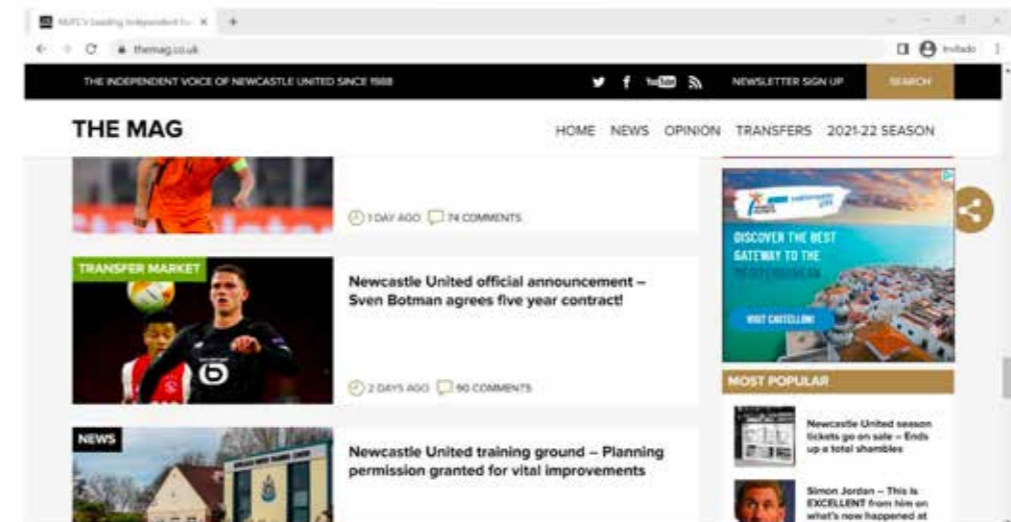 themag.co.uk
Invitado
THE INDEPENDENT VOICE OF NEWCASTLE UNITED SINCE 1988
YouTube
NEWSLETTER SIGN UP
SEARCH
THE MAG
HOME NEWS OPINION TRANSFERS 2021-22 SEASON
1 DAY AGO 74 COMMENTS
TRANSFER MARKET
Newcastle United official announcement –
Sven Botman agrees five year contract!
2 DAYS AGO 90 COMMENTS
NEWS
Newcastle United training ground – Planning
permission granted for vital improvements
DISCOVER THE BEST
GATEWAY TO THE
MEDITERRANEAN
VISIT CASTELLON!
MOST POPULAR
Newcastle United season
tickets go on sale – Ends
up a total shambles
Simon Jordan – This is
EXCELLENT from him on
what's now happened at